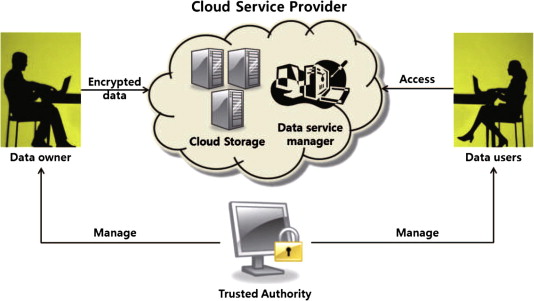 Cloud Service Provider
Encrypted
data
Access
Cloud Storage
Data service
manager
Data owner
Data users
Manage
Manage
Trusted Authority